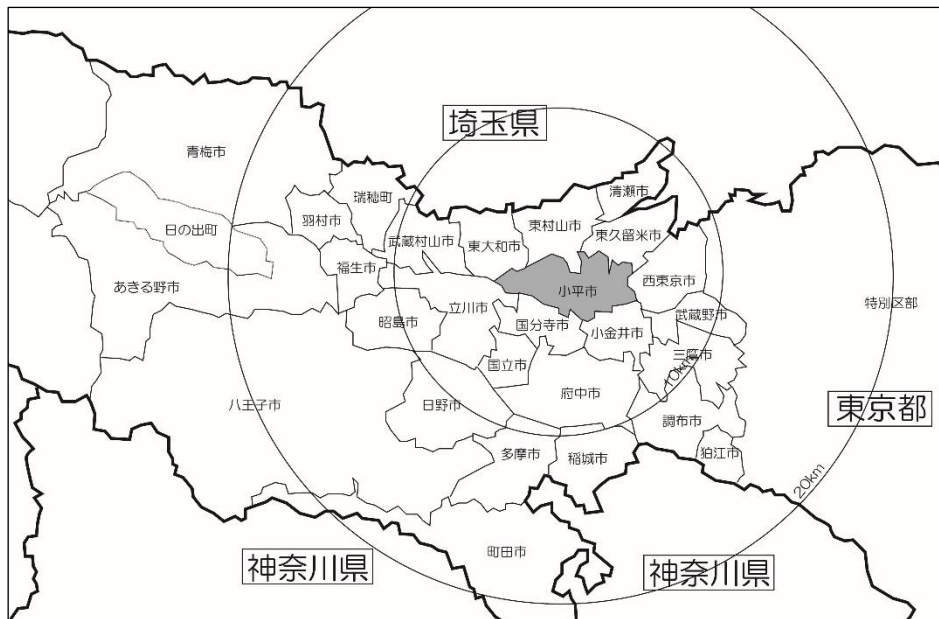 埼玉県
青梅市
清瀬市
瑞穂町
羽村市
東村山市
日の出町
武蔵村山市
東大和市
東久留米市
福生市
西東京市
あきる野市
小平市
特別区部
立川市
武蔵野市
昭島市
国分寺市
小金井市
三鷹市
国立市
10km
八王子市
日野市
府中市
東京都
調布市
多摩市
稲城市
狛江市
20km
町田市
神奈川県
神奈川県